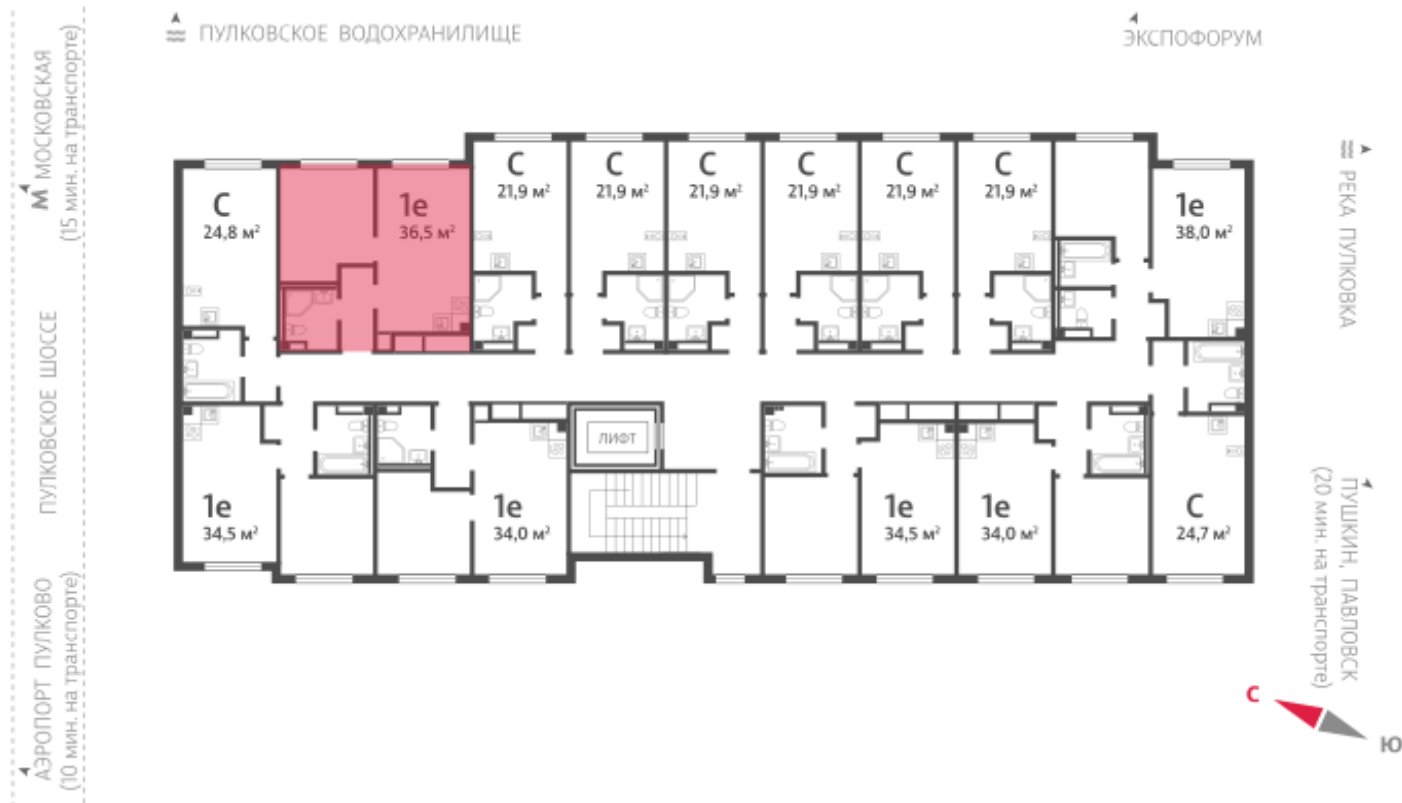 ПУЛКОВСКОЕ ВОДОХРАНИЛИЩЕ
ЭКСПОФОРУМ
М МОСКОВСКАЯ
(15 мин. на транспорте)
ПУЛКОВСКОЕ ШОССЕ
АЭРОПОРТ ПУЛКОВО
(10 мин. на транспорте)
С
24,8 м²
1е
36,5 м²
С
21,9 м²
С
21,9 м²
С
21,9 м²
С
21,9 м²
С
21,9 м²
С
21,9 м²
1е
38,0 м²
РЕКА ПУЛКОВКА
1е
34,5 м²
1е
34,0 м²
ЛИФТ
1е
34,5 м²
1е
34,0 м²
С
24,7 м²
ПУШКИН, ПАВЛОВСК
(20 мин. на транспорте)
С
Ю